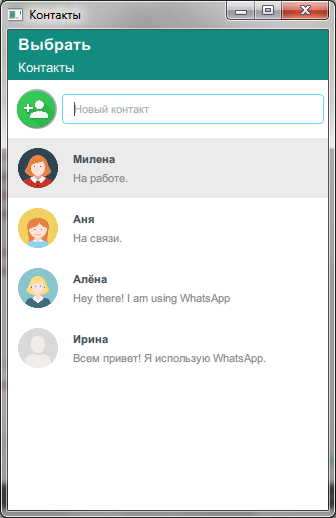 Контакты
Выбрать
Контакты
Новый контакт
Милена
На работе.
Аня
На связи.
Алёна
Hey there! I am using WhatsApp
Ирина
Всем привет! Я использую WhatsApp.